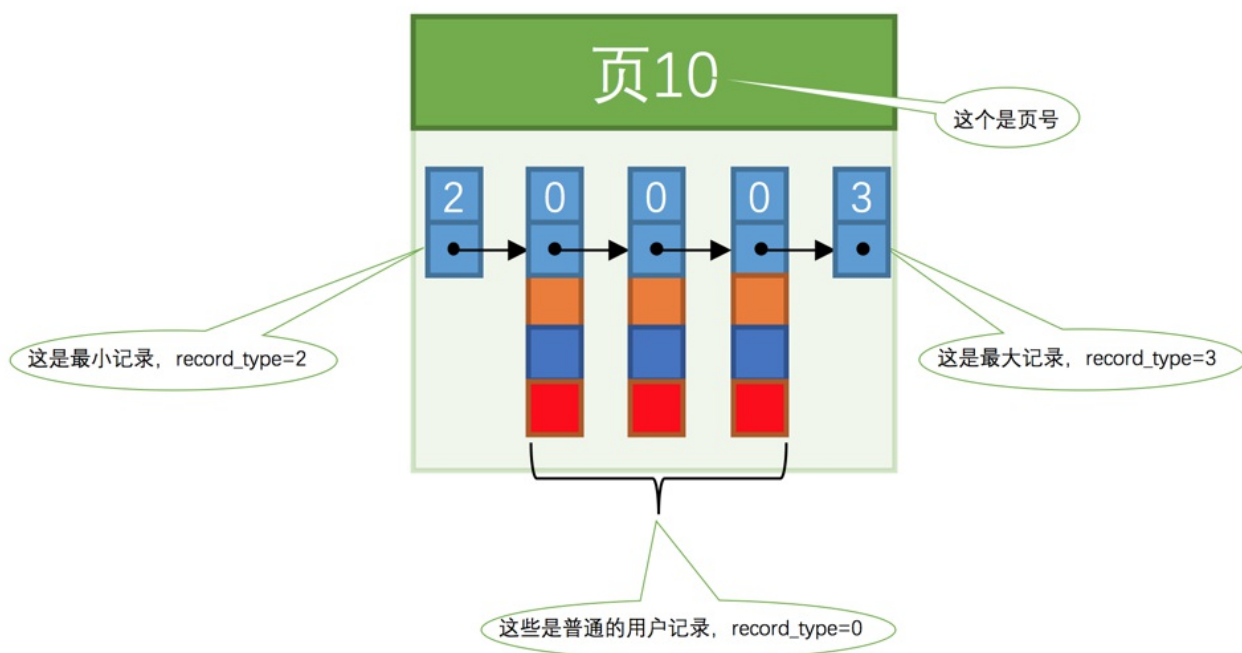 页10
这个是页号
2 0 0 0 3
这是最小记录，record_type=2
这是最大记录，record_type=3
这些是普通的用户记录，record_type=0